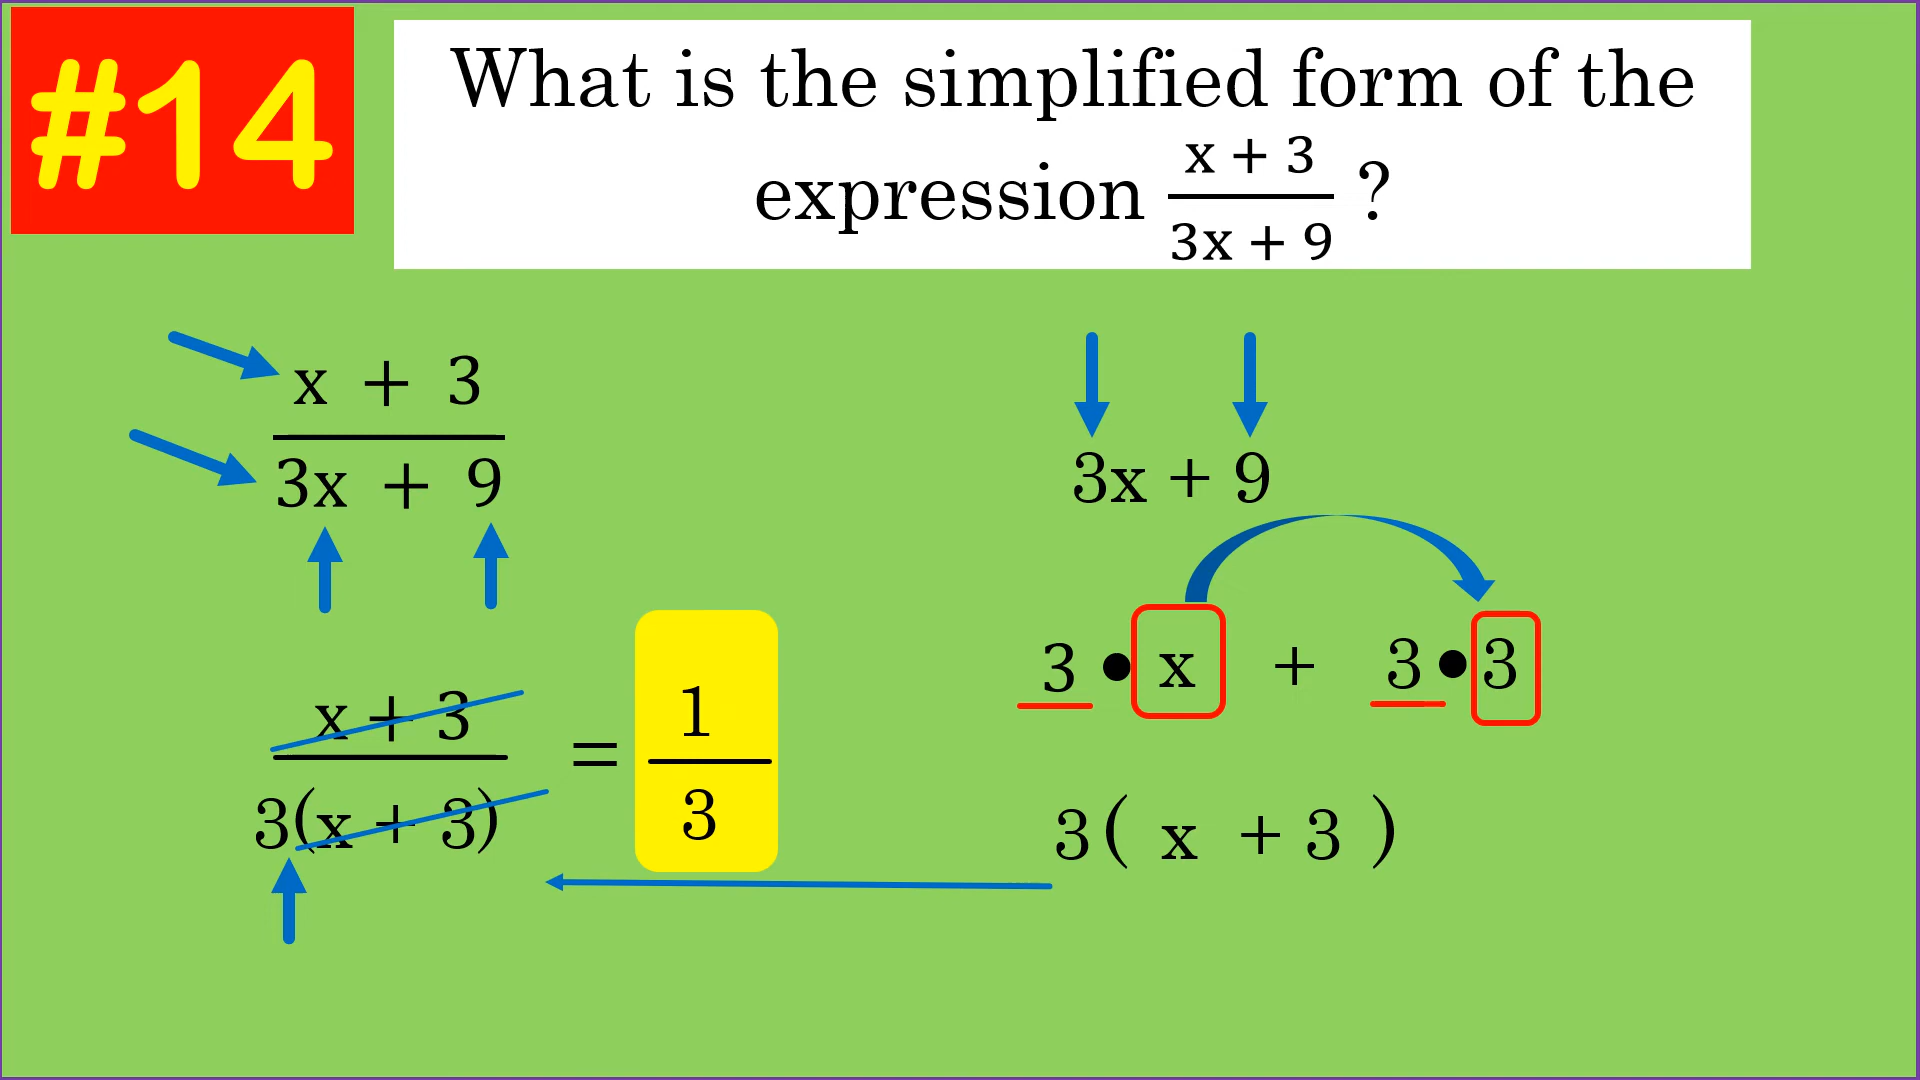 #14
What is the simplified form of the
expression x + 3 / 3x + 9 ?
x + 3
3x + 9
x + 3
3(x + 3)
= 1 / 3
3x + 9
3 • x + 3 • 3
3 ( x + 3 )